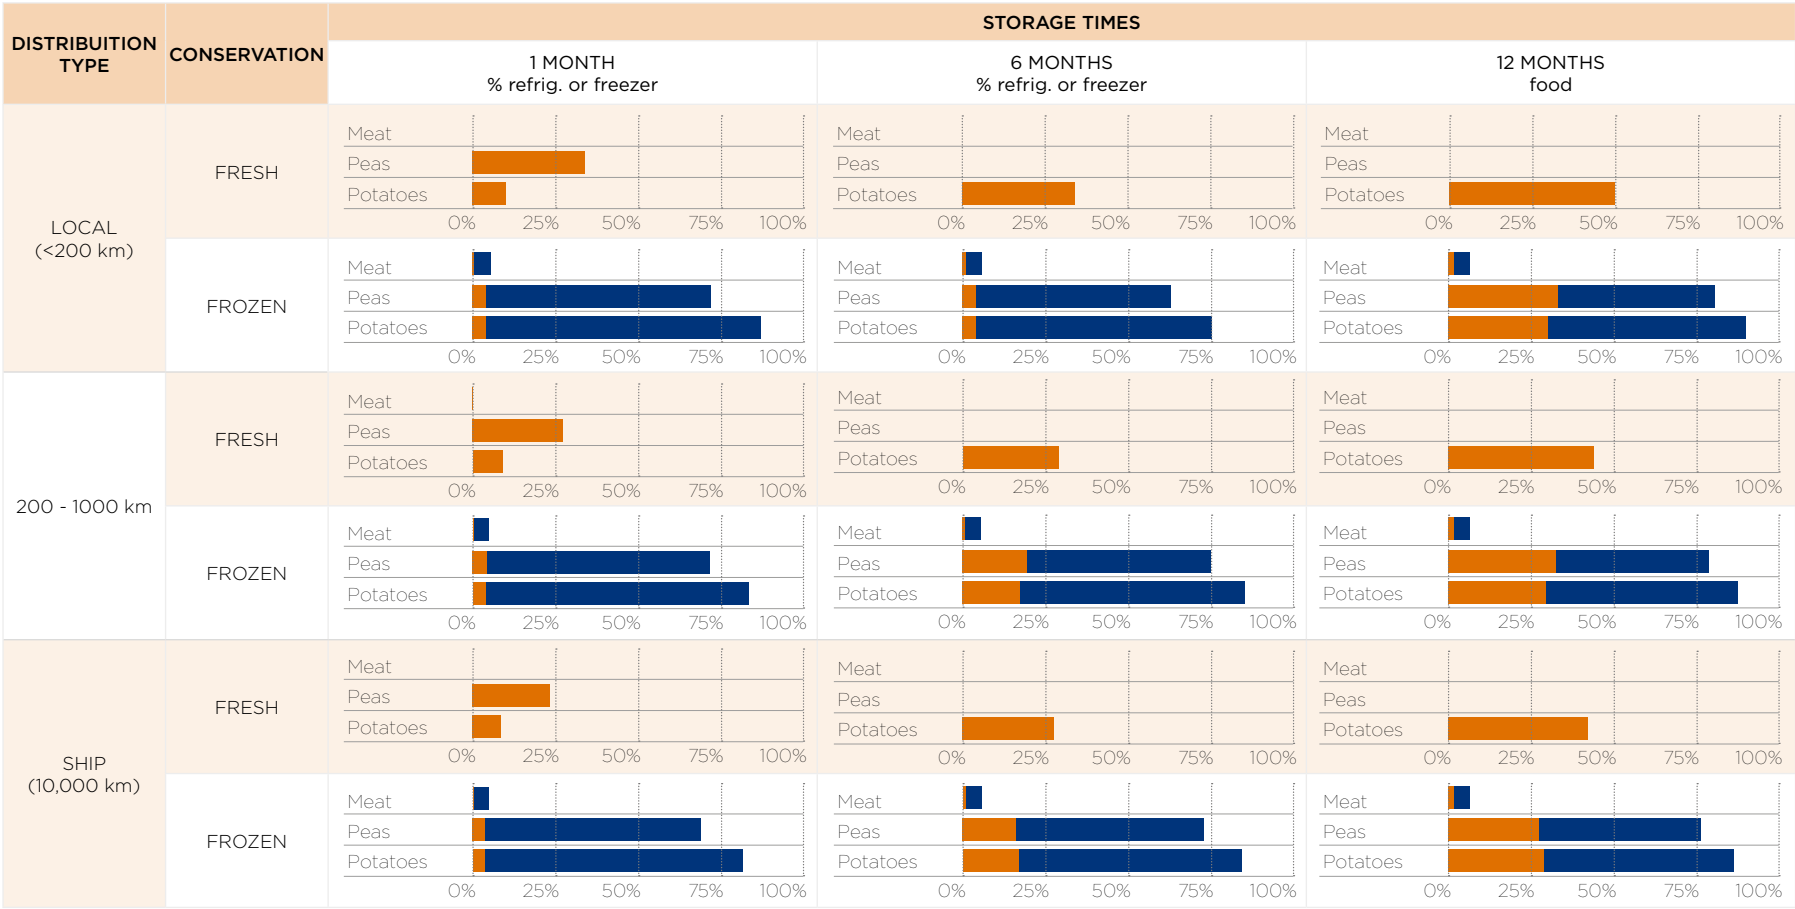 DISTRIBUITION
TYPE
CONSERVATION
STORAGE TIMES
1 MONTH
% refrig. or freezer
6 MONTHS
% refrig. or freezer
12 MONTHS
food
LOCAL
(<200 km)
FRESH
Meat
Peas
Potatoes
0% 25% 50% 75% 100%
Meat
Peas
Potatoes
0% 25% 50% 75% 100%
Meat
Peas
Potatoes
0% 25% 50% 75% 100%
FROZEN
Meat
Peas
Potatoes
0% 25% 50% 75% 100%
Meat
Peas
Potatoes
0% 25% 50% 75% 100%
Meat
Peas
Potatoes
0% 25% 50% 75% 100%
200 - 1000 km
FRESH
Meat
Peas
Potatoes
0% 25% 50% 75% 100%
Meat
Peas
Potatoes
0% 25% 50% 75% 100%
Meat
Peas
Potatoes
0% 25% 50% 75% 100%
FROZEN
Meat
Peas
Potatoes
0% 25% 50% 75% 100%
Meat
Peas
Potatoes
0% 25% 50% 75% 100%
Meat
Peas
Potatoes
0% 25% 50% 75% 100%
SHIP
(10,000 km)
FRESH
Meat
Peas
Potatoes
0% 25% 50% 75% 100%
Meat
Peas
Potatoes
0% 25% 50% 75% 100%
Meat
Peas
Potatoes
0% 25% 50% 75% 100%
FROZEN
Meat
Peas
Potatoes
0% 25% 50% 75% 100%
Meat
Peas
Potatoes
0% 25% 50% 75% 100%
Meat
Peas
Potatoes
0% 25% 50% 75% 100%